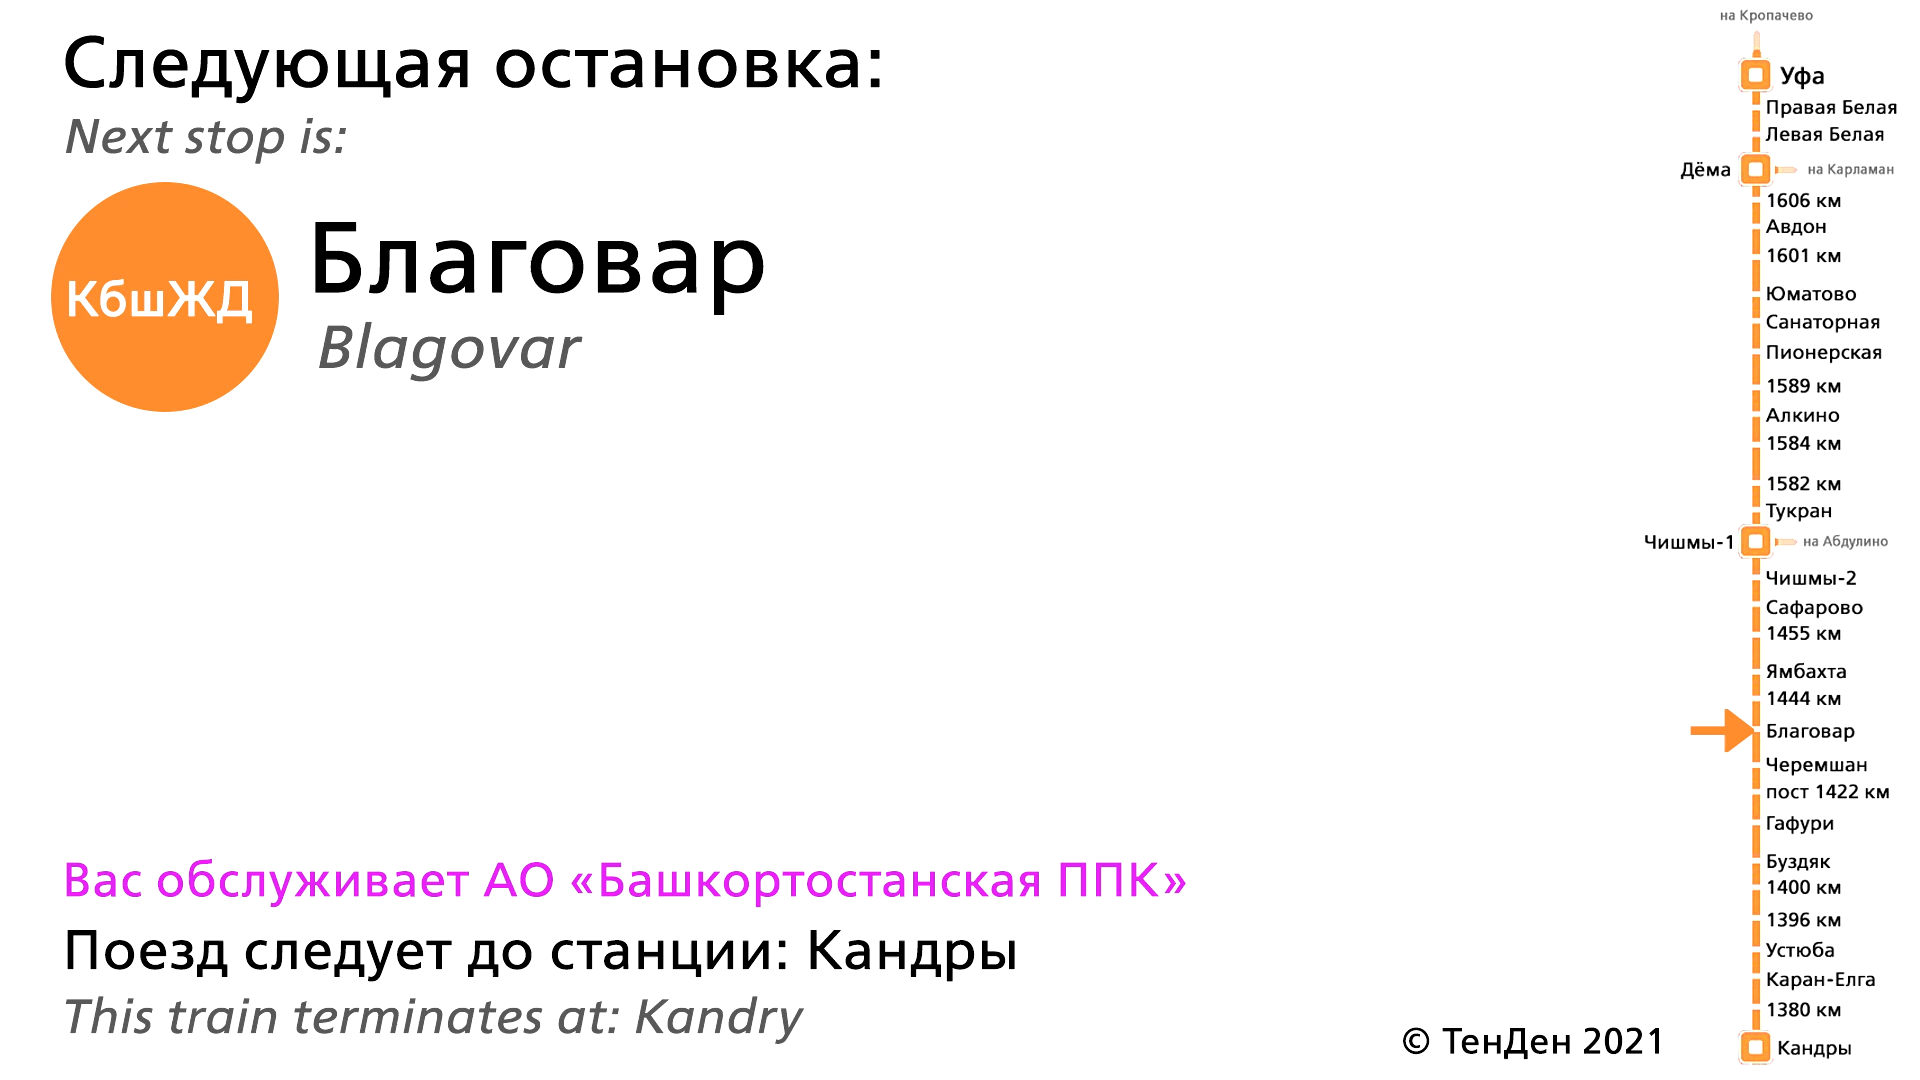 Следующая остановка:
Next stop is:
КбшЖД
Благовар
Blagovar
Вас обслуживает АО «Башкортостанская ППК»
Поезд следует до станции: Кандры
This train terminates at: Kandry
© ТенДен 2021
на Кропачево
Уфа
Правая Белая
Левая Белая
Дёма
на Карламан
1606 км
Авдон
1601 км
Юматово
Санаторная
Пионерская
1589 км
Алкино
1584 км
1582 км
Тукран
Чишмы-1
на Абдулино
Чишмы-2
Сафарово
1455 км
Ямбахта
1444 км
Благовар
Черемшан
пост 1422 км
Гафури
Буздяк
1400 км
1396 км
Устюба
Каран-Елга
1380 км
Кандры